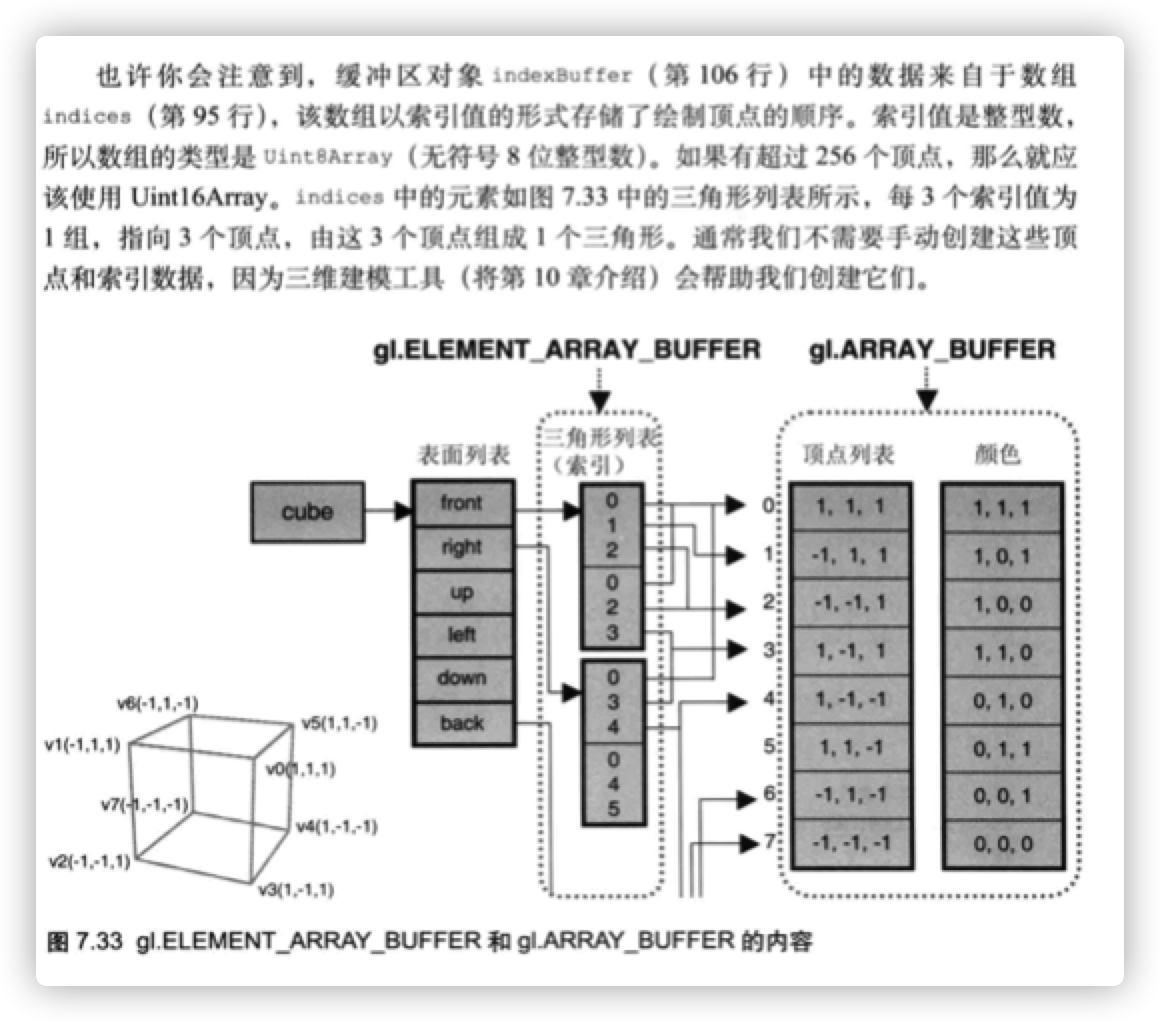 也许你会注意到，缓冲区对象 indexBuffer（第 106 行）中的数据来自于数组
indices（第 95 行），该数组以索引值的形式存储了绘制顶点的顺序。索引值是整型数，
所以数组的类型是 Uint8Array（无符号 8 位整型数）。如果有超过 256 个顶点，那么就应
该使用 Uint16Array。indices 中的元素如图 7.33 中的三角形列表所示，每 3 个索引值为
1 组，指向 3 个顶点，由这 3 个顶点组成 1 个三角形。通常我们不需要手动创建这些顶
点和索引数据，因为三维建模工具（将第 10 章介绍）会帮助我们创建它们。
gl.ELEMENT_ARRAY_BUFFER
gl.ARRAY_BUFFER
cube
表面列表
front
right
up
left
down
back
三角形列表
（索引）
0
1
2
0
2
3
0
3
4
0
4
5
顶点列表
颜色
0 1, 1, 1 1, 1, 1
1 -1, 1, 1 1, 0, 1
2 -1, -1, 1 1, 0, 0
3 1, -1, 1 1, 1, 0
4 1, -1, -1 0, 1, 0
5 1, 1, -1 0, 1, 1
6 -1, 1, -1 0, 0, 1
7 -1, -1, -1 0, 0, 0
v6(-1,1,-1)
v5(1,1,-1)
v1(-1,1,1)
v0(1,1,1)
v7(-1,-1,-1)
v4(1,-1,-1)
v2(-1,-1,1)
v3(1,-1,1)
图 7.33 gl.ELEMENT_ARRAY_BUFFER 和 gl.ARRAY_BUFFER 的内容